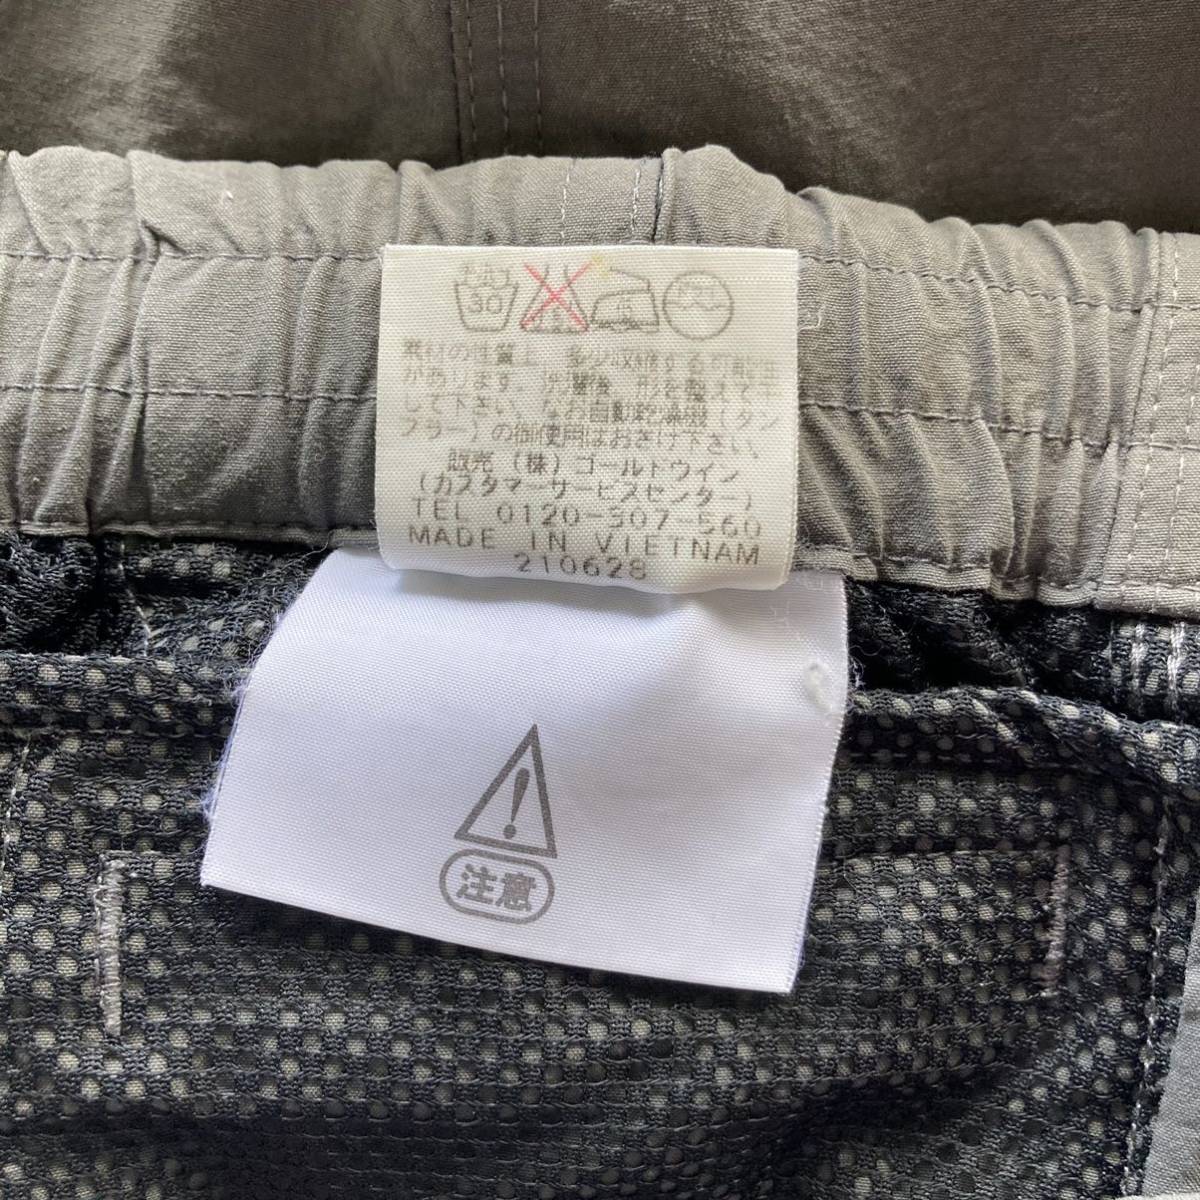 30
素材の性質上、多少収縮する可能性
があります。洗濯後、形を整えて干
して下さい。なお自動乾燥機(タン
ブラー)の御使用はおさけ下さい。
販売(株)ゴールドウイン
(カスタマーサービスセンター)
TEL 0120-307-560
MADE IN VIETNAM
210628
注意